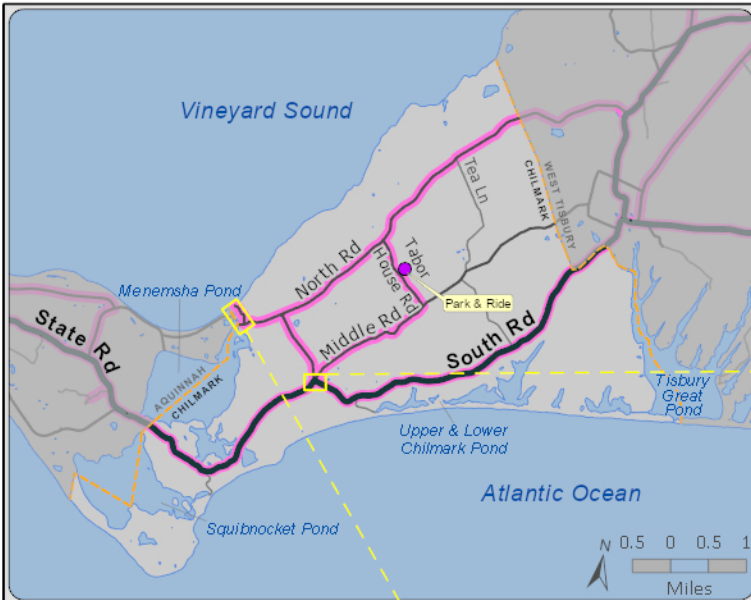 Vineyard Sound
WEST TISBURY
CHILMARK
Tea Ln
North Rd
Tabor
House Rd
Park & Ride
Menemsha Pond
State Rd
Middle Rd
South Rd
AQUINNAH
CHILMARK
Tisbury
Great
Pond
Upper & Lower
Chilmark Pond
Atlantic Ocean
Squibnocket Pond
N
0.5 0 0.5 1
Miles